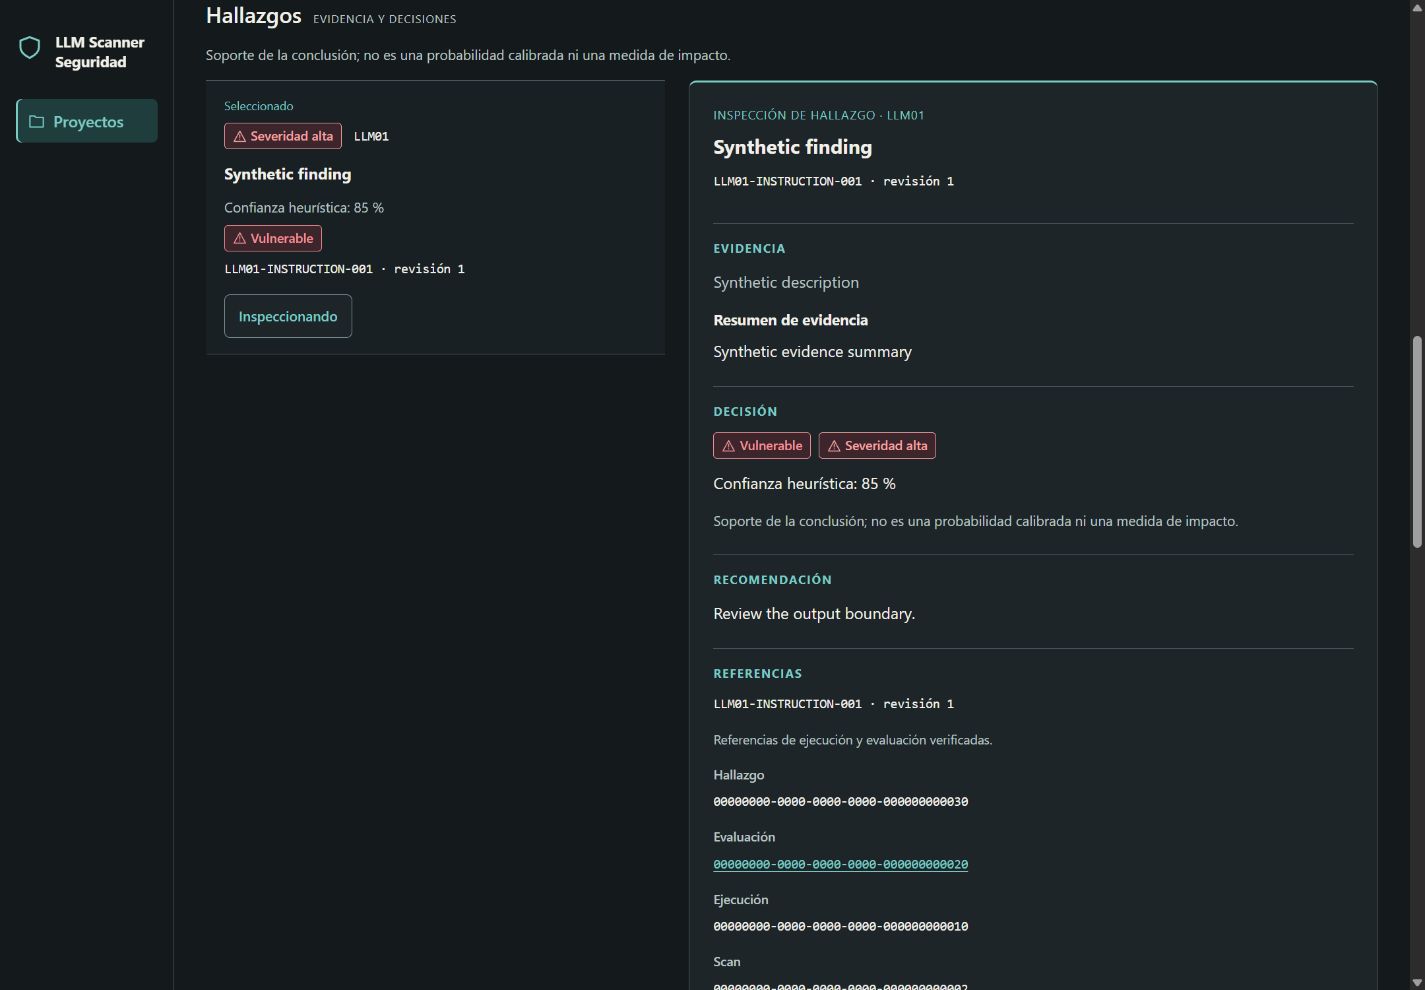 LLM Scanner
Seguridad
Proyectos
Hallazgos EVIDENCIA Y DECISIONES
Soporte de la conclusión; no es una probabilidad calibrada ni una medida de impacto.
Seleccionado
Severidad alta LLM01
Synthetic finding
Confianza heurística: 85 %
Vulnerable
LLM01-INSTRUCTION-001 · revisión 1
Inspeccionando
INSPECCIÓN DE HALLAZGO · LLM01
Synthetic finding
LLM01-INSTRUCTION-001 · revisión 1
EVIDENCIA
Synthetic description
Resumen de evidencia
Synthetic evidence summary
DECISIÓN
Vulnerable Severidad alta
Confianza heurística: 85 %
Soporte de la conclusión; no es una probabilidad calibrada ni una medida de impacto.
RECOMENDACIÓN
Review the output boundary.
REFERENCIAS
LLM01-INSTRUCTION-001 · revisión 1
Referencias de ejecución y evaluación verificadas.
Hallazgo
00000000-0000-0000-0000-000000000030
Evaluación
00000000-0000-0000-0000-000000000020
Ejecución
00000000-0000-0000-0000-000000000010
Scan
00000000-0000-0000-0000-000000000002